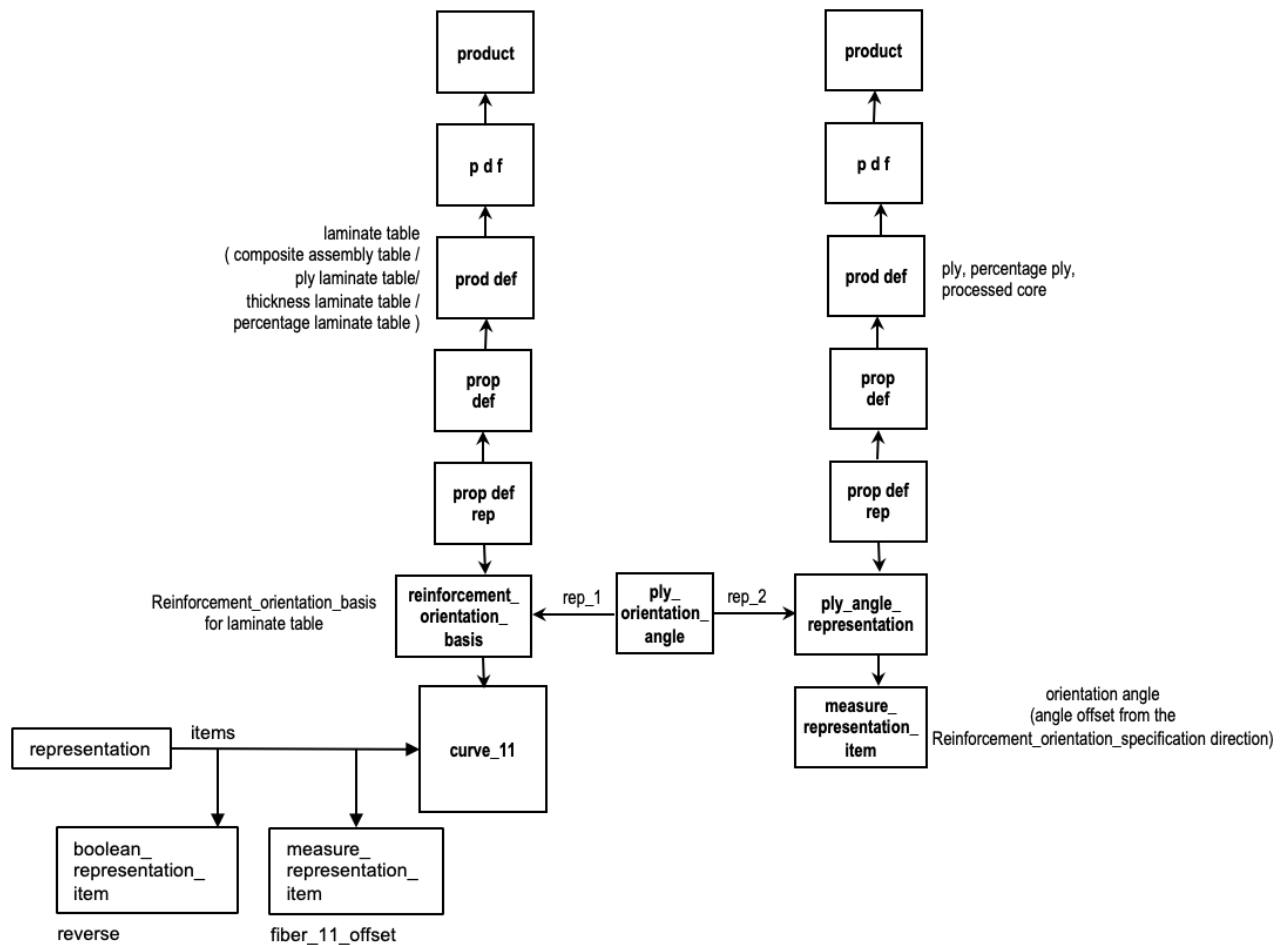 product
product
p d f
p d f
laminate table
( composite assembly table /
ply laminate table/
thickness laminate table /
percentage laminate table )
prod def
prod def
ply, percentage ply,
processed core
prop
def
prop
def
prop def
rep
prop def
rep
Reinforcement_orientation_basis
for laminate table
reinforcement_
orientation_
basis
rep_1
ply_
orientation_
angle
rep_2
ply_angle_
representation
representation
items
curve_11
measure_
representation_
item
orientation angle
(angle offset from the
Reinforcement_orientation_specification direction)
boolean_
representation_
item
reverse
measure_
representation_
item
fiber_11_offset